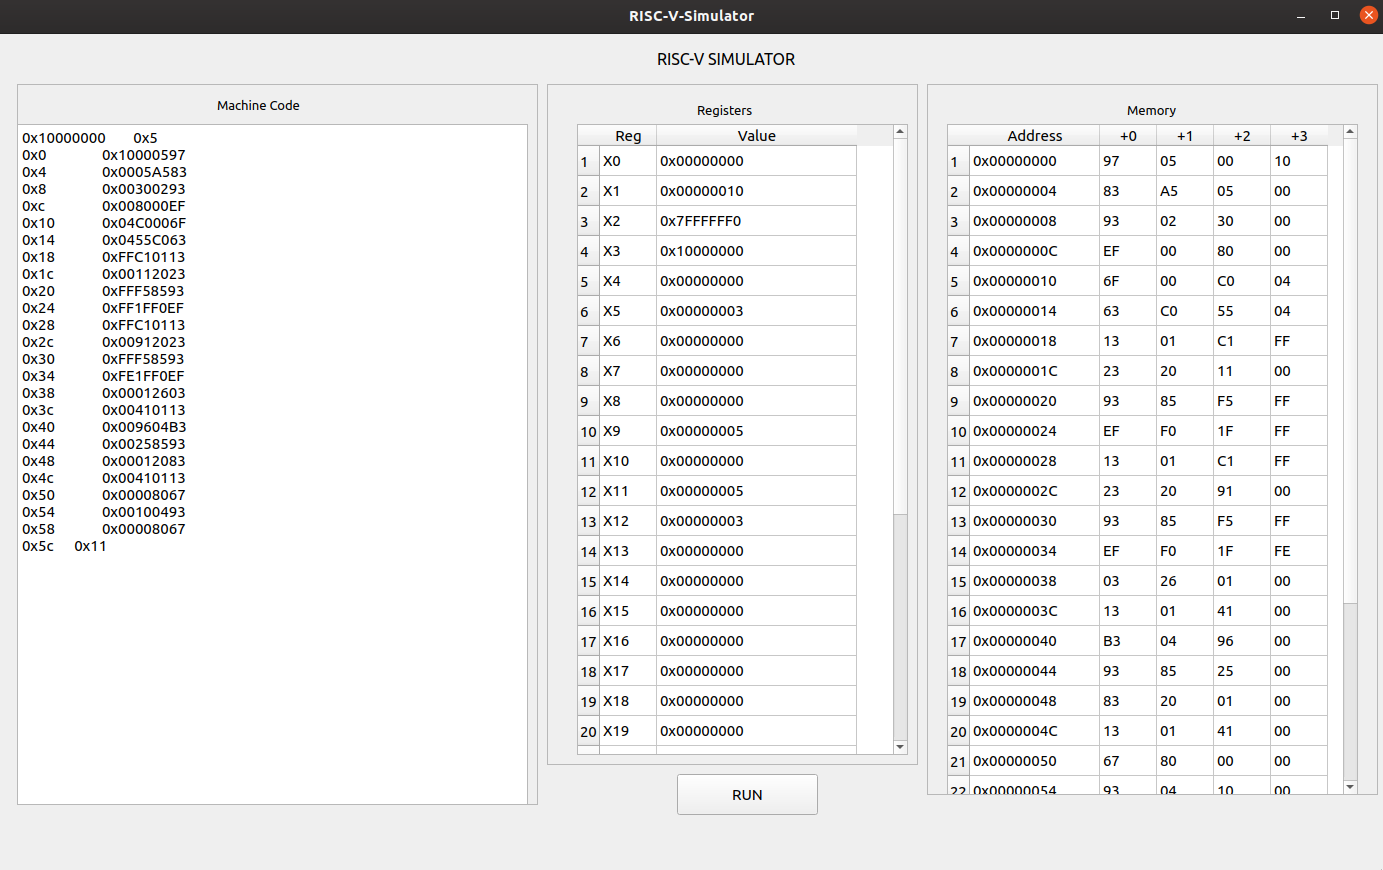 RISC-V-Simulator
RISC-V SIMULATOR
Machine Code
0x10000000 0x5
0x0 0x10000597
0x4 0x0005A583
0x8 0x00300293
0xc 0x008000EF
0x10 0x04C0006F
0x14 0x0455C063
0x18 0xFFC10113
0x1c 0x00112023
0x20 0xFFF58593
0x24 0xFF1FF0EF
0x28 0xFFC10113
0x2c 0x00912023
0x30 0xFFF58593
0x34 0xFE1FF0EF
0x38 0x00012603
0x3c 0x00410113
0x40 0x009604B3
0x44 0x00258593
0x48 0x00012083
0x4c 0x00410113
0x50 0x00008067
0x54 0x00100493
0x58 0x00008067
0x5c 0x11
Registers
Reg Value
1 X0 0x00000000
2 X1 0x00000010
3 X2 0x7FFFFFF0
4 X3 0x10000000
5 X4 0x00000000
6 X5 0x00000003
7 X6 0x00000000
8 X7 0x00000000
9 X8 0x00000000
10 X9 0x00000005
11 X10 0x00000000
12 X11 0x00000005
13 X12 0x00000003
14 X13 0x00000000
15 X14 0x00000000
16 X15 0x00000000
17 X16 0x00000000
18 X17 0x00000000
19 X18 0x00000000
20 X19 0x00000000
RUN
Memory
Address +0 +1 +2 +3
1 0x00000000 97 05 00 10
2 0x00000004 83 A5 05 00
3 0x00000008 93 02 30 00
4 0x0000000C EF 00 80 00
5 0x00000010 6F 00 C0 04
6 0x00000014 63 C0 55 04
7 0x00000018 13 01 C1 FF
8 0x0000001C 23 20 11 00
9 0x00000020 93 85 F5 FF
10 0x00000024 EF F0 1F FF
11 0x00000028 13 01 C1 FF
12 0x0000002C 23 20 91 00
13 0x00000030 93 85 F5 FF
14 0x00000034 EF F0 1F FE
15 0x00000038 03 26 01 00
16 0x0000003C 13 01 41 00
17 0x00000040 B3 04 96 00
18 0x00000044 93 85 25 00
19 0x00000048 83 20 01 00
20 0x0000004C 13 01 41 00
21 0x00000050 67 80 00 00
22 0x00000054 93 04 10 00